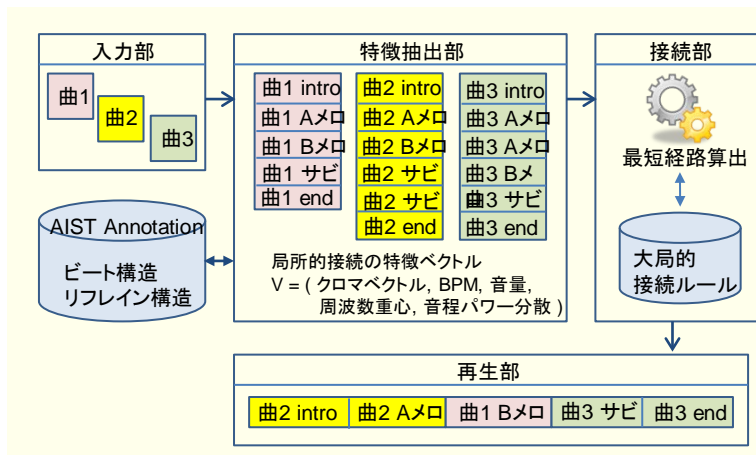 入力部
曲1
曲2
曲3
AIST Annotation
ビート構造
リフレイン構造
特徴抽出部
曲1 intro
曲1 Aメロ
曲1 Bメロ
曲1 サビ
曲1 end
曲2 intro
曲2 Aメロ
曲2 Bメロ
曲2 サビ
曲2 サビ
曲2 end
曲3 intro
曲3 Aメロ
曲3 Aメロ
曲3 Bメ
曲3 サビ
曲3 end
局所的接続の特徴ベクトル
V = ( クロマベクトル, BPM, 音量,
周波数重心, 音程パワー分散 )
接続部
最短経路算出
大局的
接続ルール
再生部
曲2 intro
曲2 Aメロ
曲1 Bメロ
曲3 サビ
曲3 end